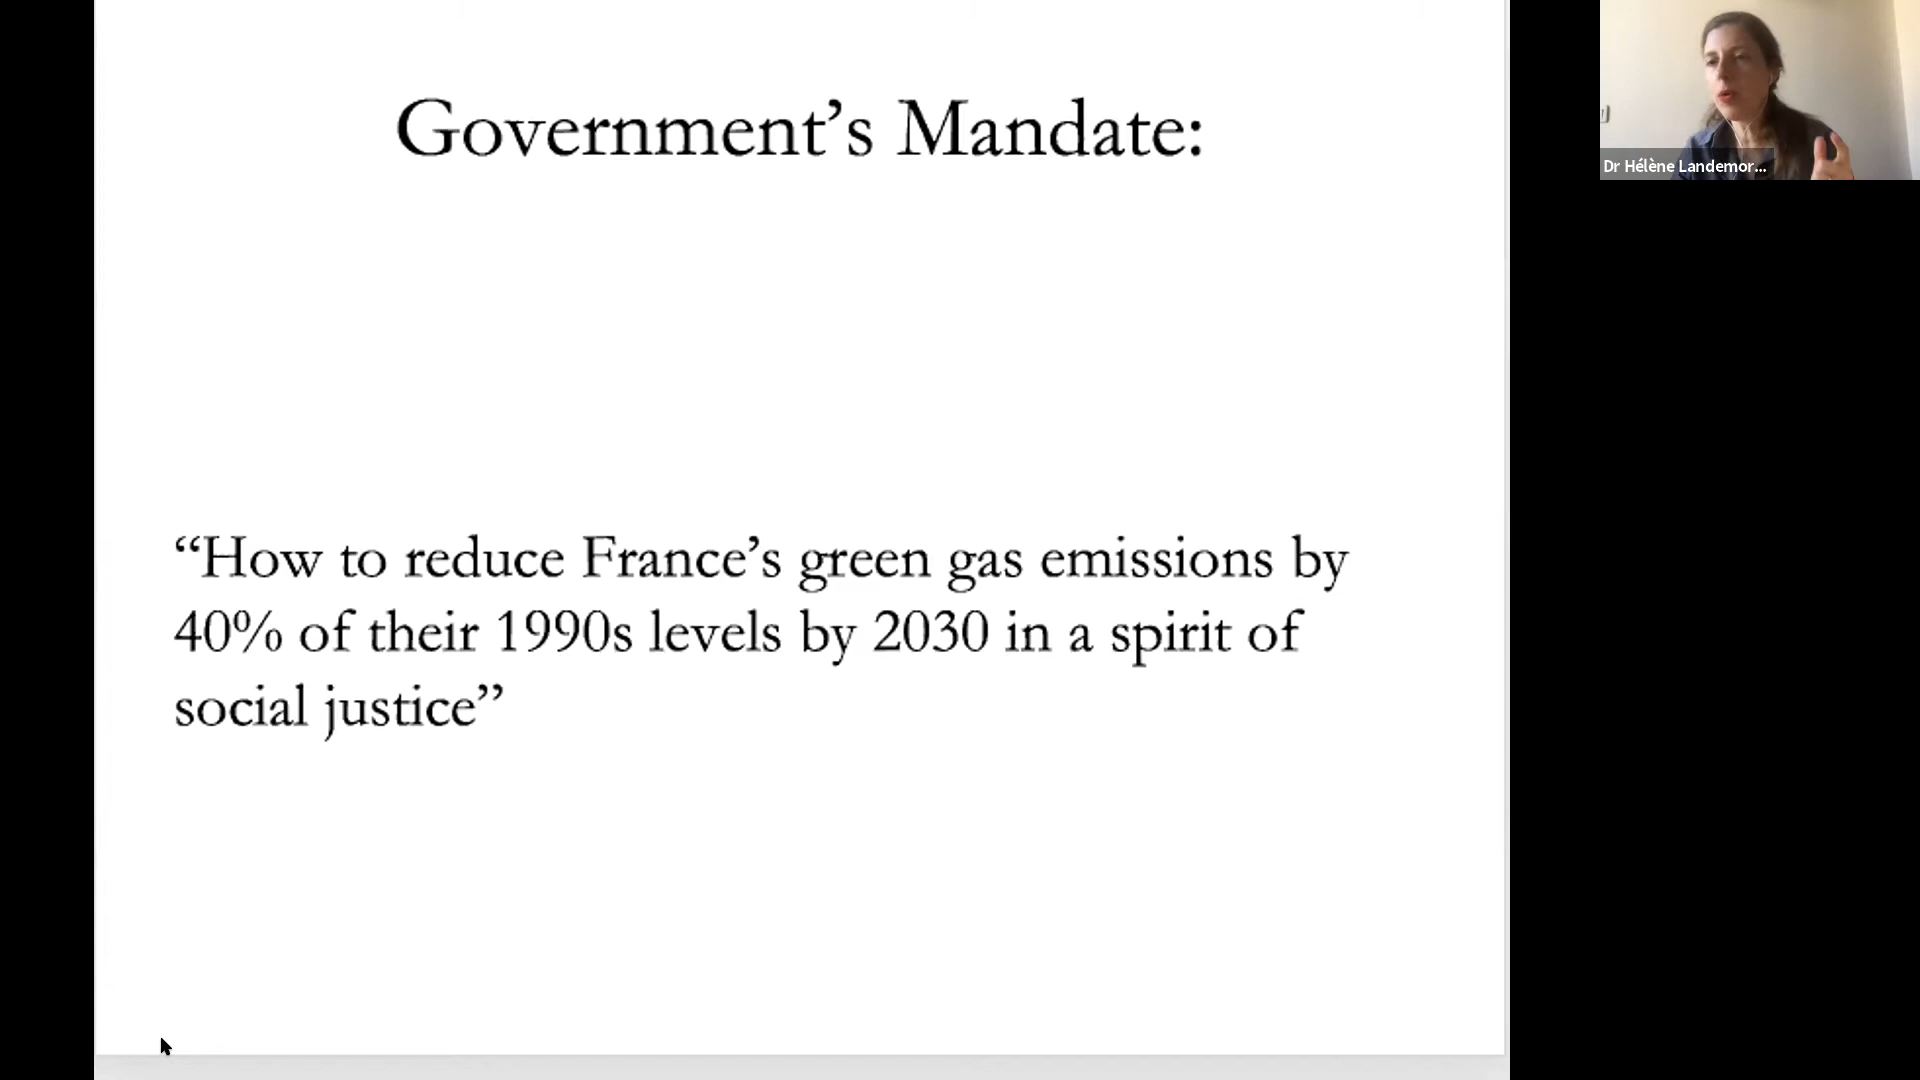 Government’s Mandate:
“How to reduce France’s green gas emissions by
40% of their 1990s levels by 2030 in a spirit of
social justice”
Dr Hélène Landemor...